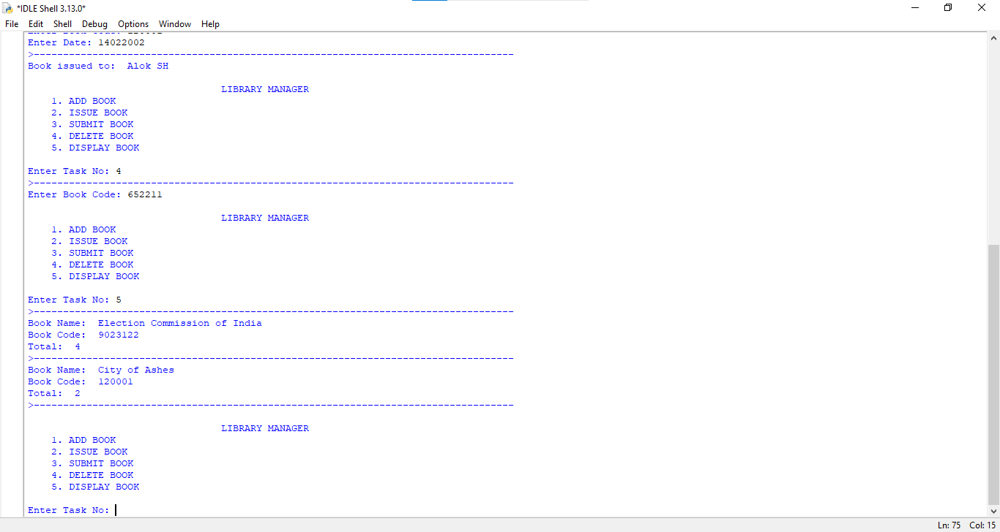 *IDLE Shell 3.13.0*
File Edit Shell Debug Options Window Help
Enter Date: 14022002
>----------------------------------------------------------------------------------
Book issued to:  Alok SH
LIBRARY MANAGER
1. ADD BOOK
2. ISSUE BOOK
3. SUBMIT BOOK
4. DELETE BOOK
5. DISPLAY BOOK
Enter Task No: 4
>----------------------------------------------------------------------------------
Enter Book Code: 652211
LIBRARY MANAGER
1. ADD BOOK
2. ISSUE BOOK
3. SUBMIT BOOK
4. DELETE BOOK
5. DISPLAY BOOK
Enter Task No: 5
>----------------------------------------------------------------------------------
Book Name:  Election Commission of India
Book Code:  9023122
Total:  4
>----------------------------------------------------------------------------------
Book Name:  City of Ashes
Book Code:  120001
Total:  2
>----------------------------------------------------------------------------------
LIBRARY MANAGER
1. ADD BOOK
2. ISSUE BOOK
3. SUBMIT BOOK
4. DELETE BOOK
5. DISPLAY BOOK
Enter Task No:
Ln: 75 Col: 15